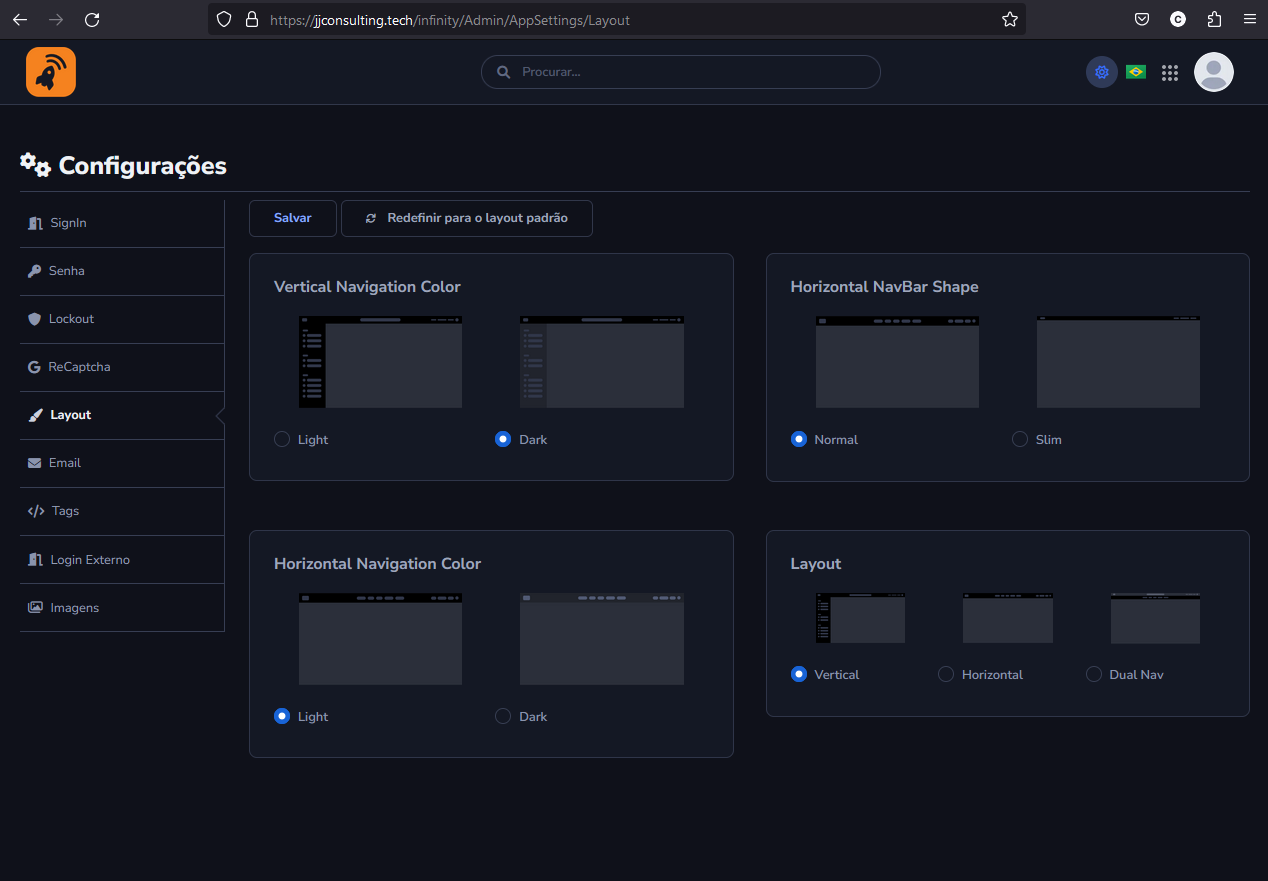 https://jjconsulting.tech/infinity/Admin/AppSettings/Layout
C
Procurar...
Configurações
SignIn
Senha
Lockout
ReCaptcha
Layout
Email
Tags
Login Externo
Imagens
Salvar
Redefinir para o layout padrão
Vertical Navigation Color
Light
Dark
Horizontal NavBar Shape
Normal
Slim
Horizontal Navigation Color
Light
Dark
Layout
Vertical
Horizontal
Dual Nav